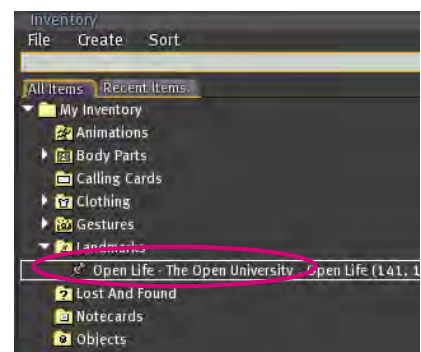 Inventory
File Create Sort
All Items Recent Items
My Inventory
Animations
Body Parts
Calling Cards
Clothing
Gestures
Landmarks
Open Life - The Open University - Open Life (141, 1
Lost And Found
Notecards
Objects